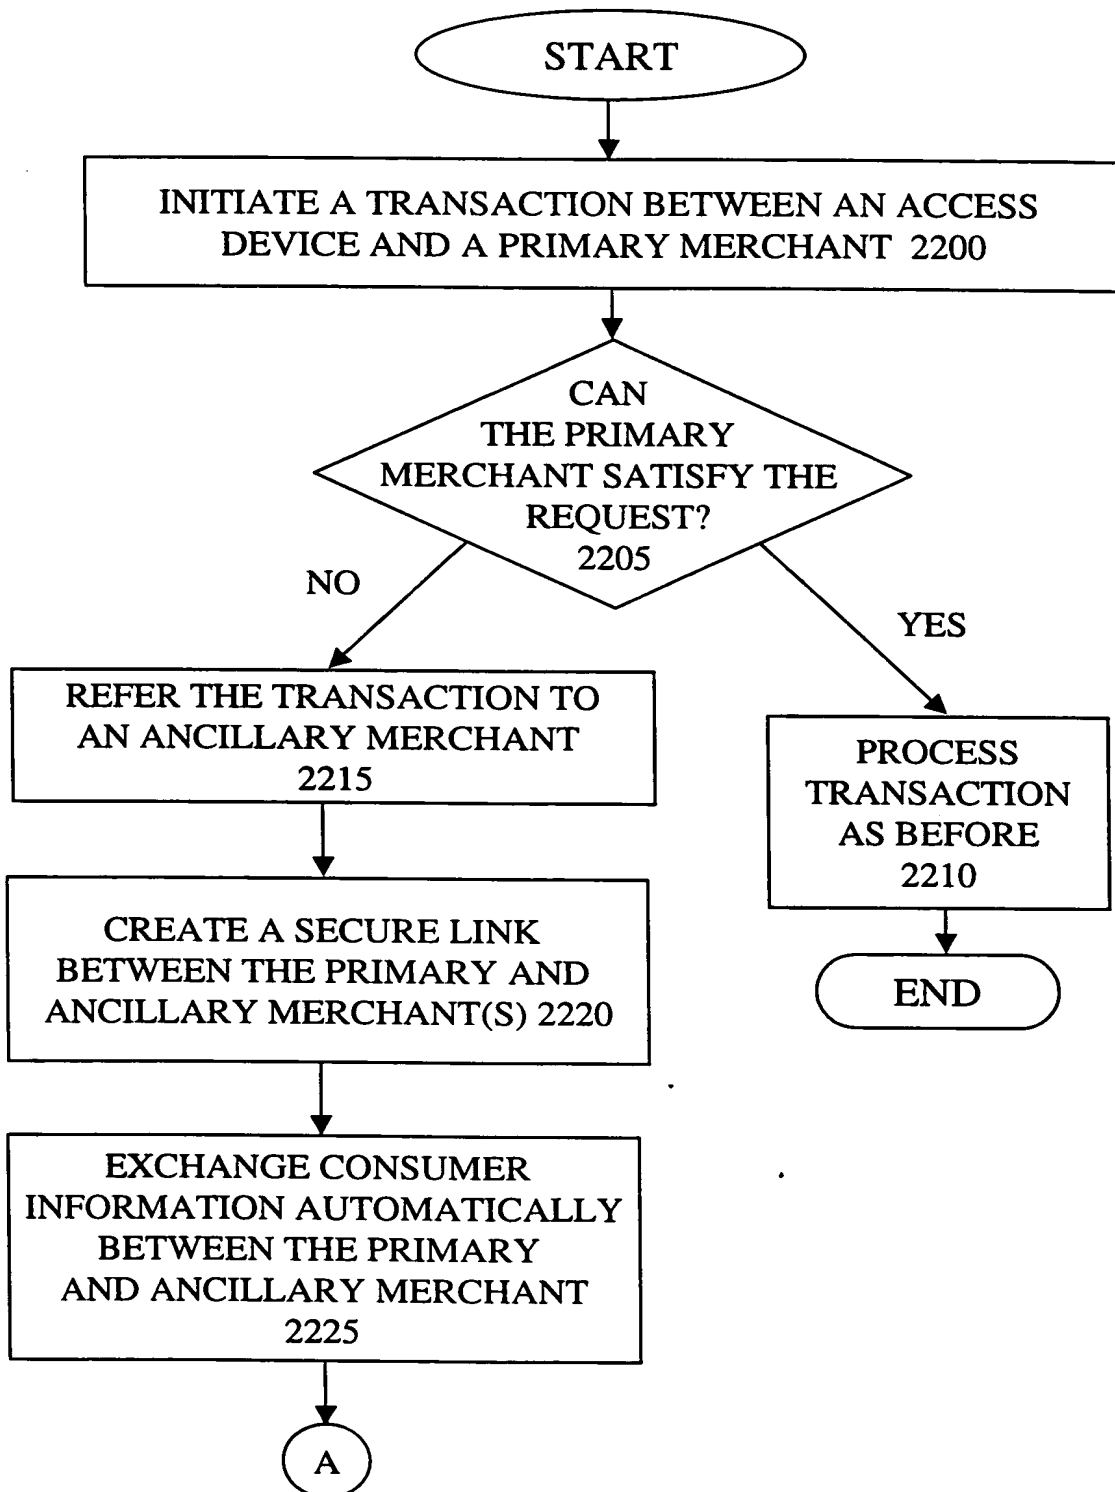 START
INITIATE A TRANSACTION BETWEEN AN ACCESS
DEVICE AND A PRIMARY MERCHANT 2200
CAN
THE PRIMARY
MERCHANT SATISFY THE
REQUEST?
2205
NO
YES
REFER THE TRANSACTION TO
AN ANCILLARY MERCHANT
2215
PROCESS
TRANSACTION
AS BEFORE
2210
END
CREATE A SECURE LINK
BETWEEN THE PRIMARY AND
ANCILLARY MERCHANT(S) 2220
EXCHANGE CONSUMER
INFORMATION AUTOMATICALLY
BETWEEN THE PRIMARY
AND ANCILLARY MERCHANT
2225
A